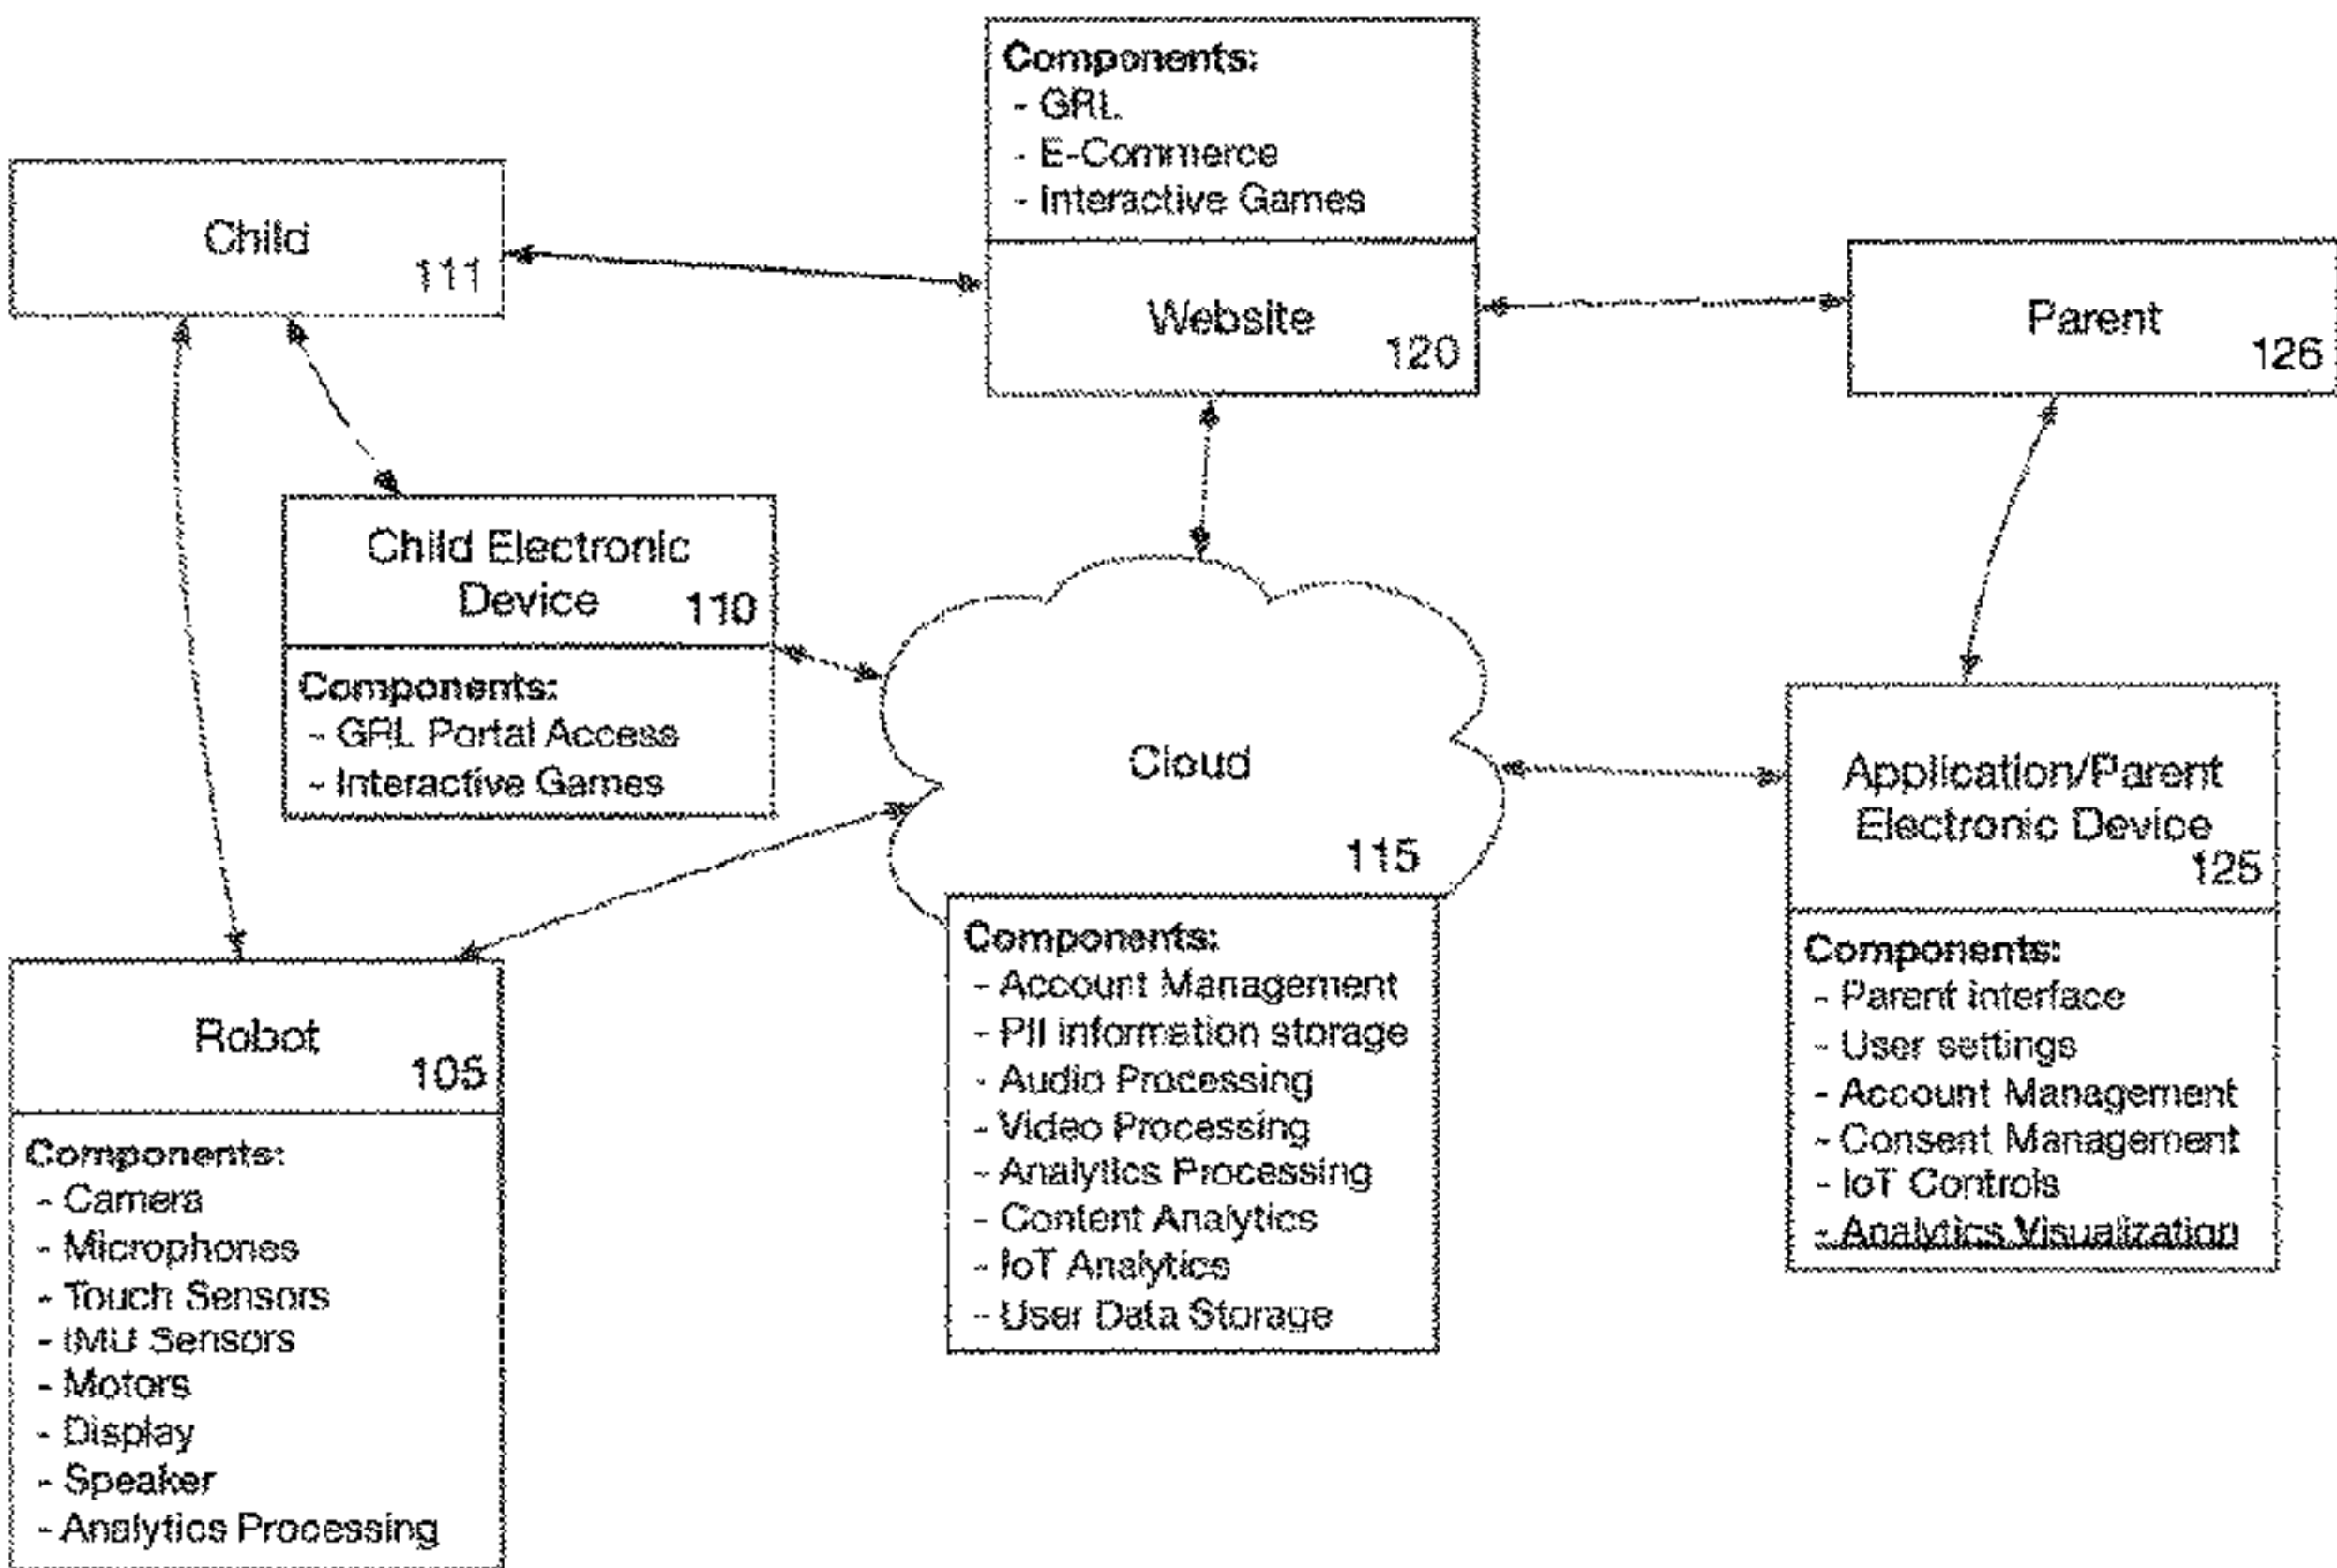 Components:
- GRL
- E-Commerce
- Interactive Games
Website
120
Child
111
Parent
126
Child Electronic
Device
110
Components:
- GRL Portal Access
- Interactive Games
Cloud
115
Components:
- Account Management
- PII information storage
- Audio Processing
- Video Processing
- Analytics Processing
- Content Analytics
- IoT Analytics
- User Data Storage
Application/Parent
Electronic Device
125
Components:
- Parent interface
- User settings
- Account Management
- Consent Management
- IoT Controls
- Analytics Visualization
Robot
105
Components:
- Camera
- Microphones
- Touch Sensors
- IMU Sensors
- Motors
- Display
- Speaker
- Analytics Processing